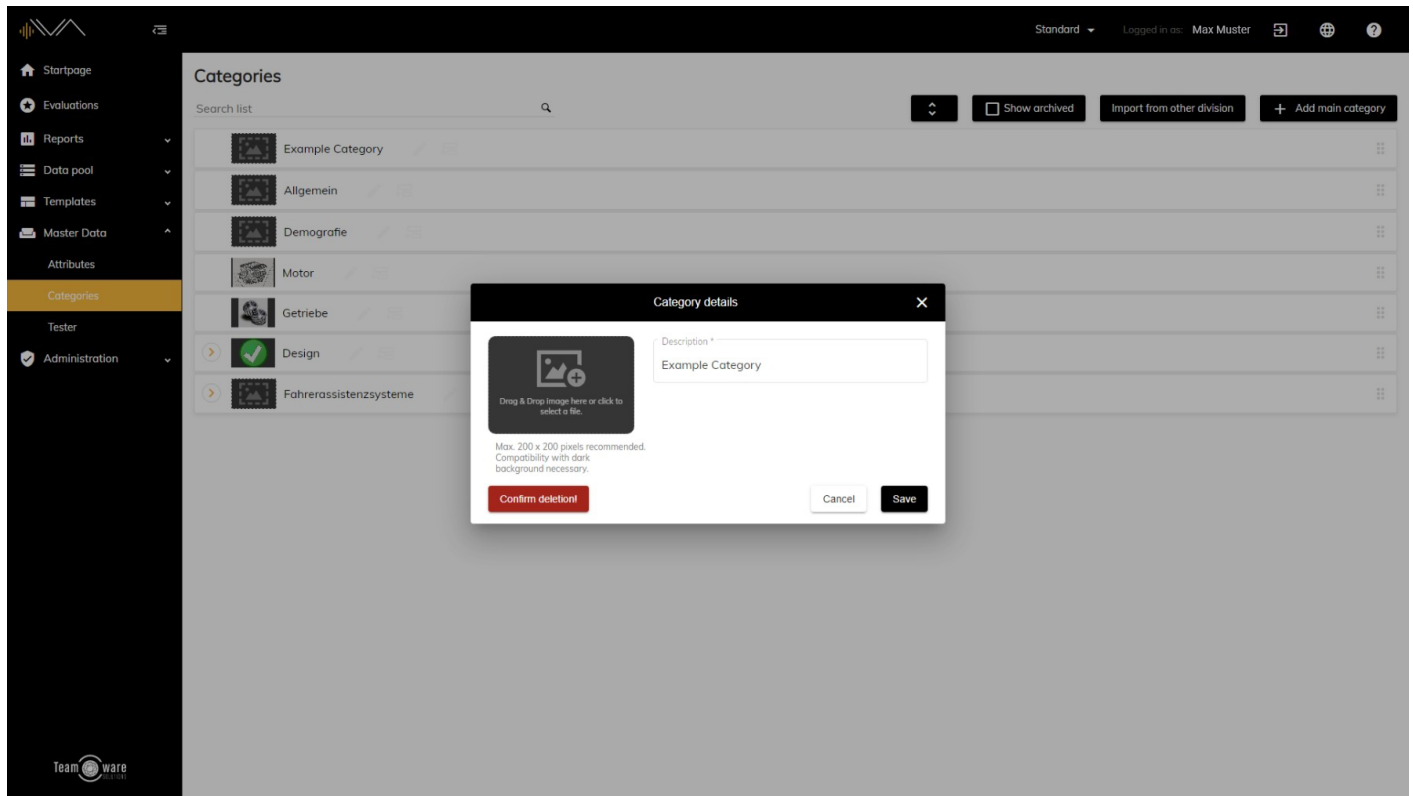 Standard
Logged in as: Max Muster
Startpage
Evaluations
Reports
Data pool
Templates
Master Data
Attributes
Categories
Tester
Administration
Team ware
SOLUTIONS
Categories
Search list
Show archived
Import from other division
+ Add main category
Example Category
Allgemein
Demografie
Motor
Getriebe
Design
Fahrerassistenzsysteme
Category details
Drag & Drop image here or click to
select a file.
Max. 200 x 200 pixels recommended.
Compatibility with dark
background necessary.
Description *
Example Category
Confirm deletion!
Cancel
Save